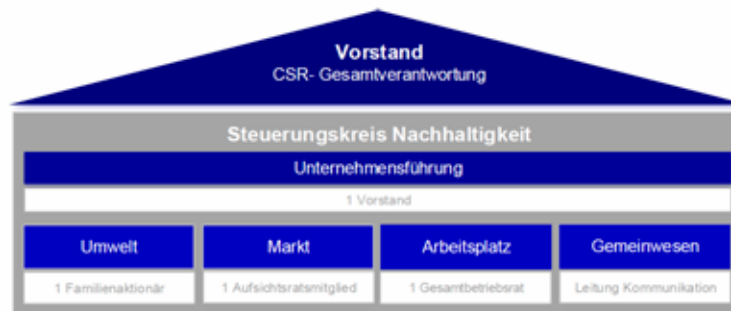 Vorstand
CSR- Gesamtverantwortung
Steuerungskreis Nachhaltigkeit
Unternehmensführung
1 Vorstand
Umwelt
Markt
Arbeitsplatz
Gemeinwesen
1 Familienaktionär
1 Aufsichtsratsmitglied
1 Gesamtbetriebsrat
Leitung Kommunikation